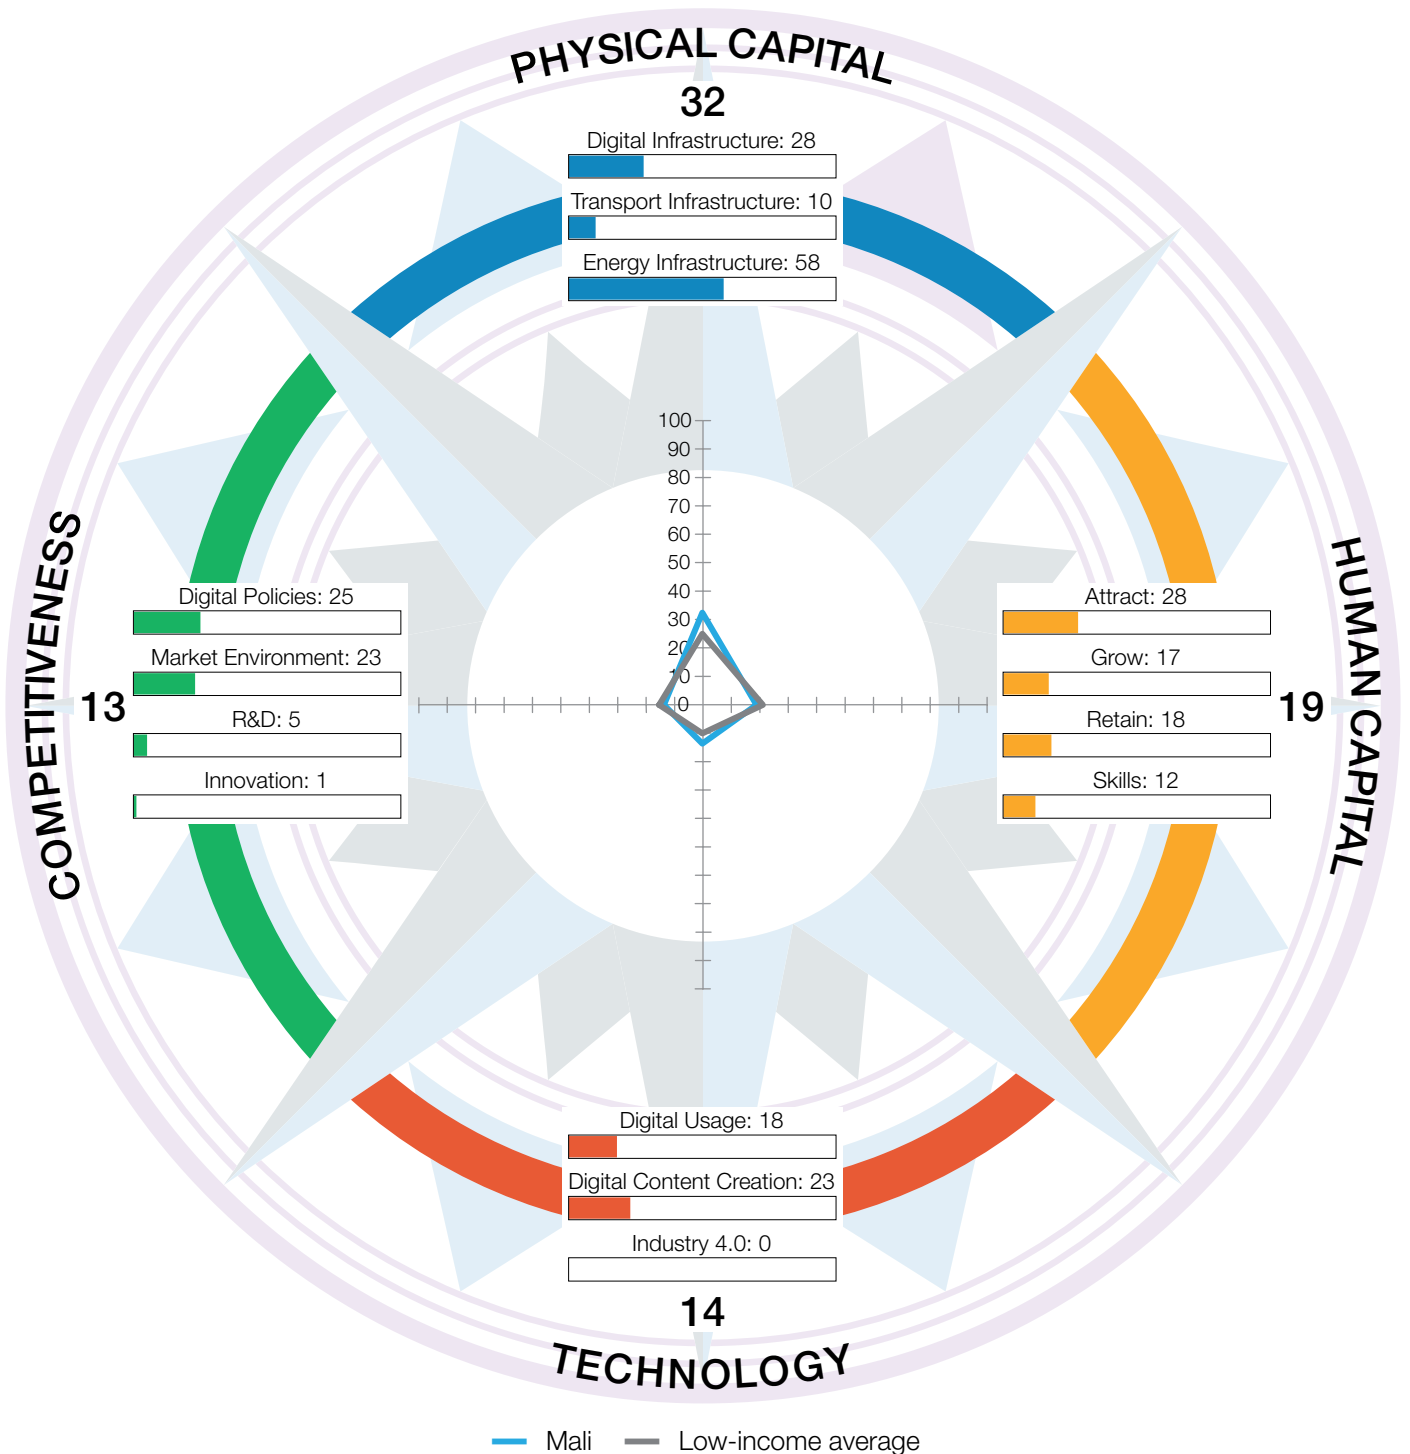 PHYSICAL CAPITAL
32
Digital Infrastructure: 28
Transport Infrastructure: 10
Energy Infrastructure: 58
100
90
80
70
60
50
40
30
20
10
0
COMPETITIVENESS
13
Digital Policies: 25
Market Environment: 23
R&D: 5
Innovation: 1
HUMAN CAPITAL
19
Attract: 28
Grow: 17
Retain: 18
Skills: 12
Digital Usage: 18
Digital Content Creation: 23
Industry 4.0: 0
14
TECHNOLOGY
Mali
Low-income average